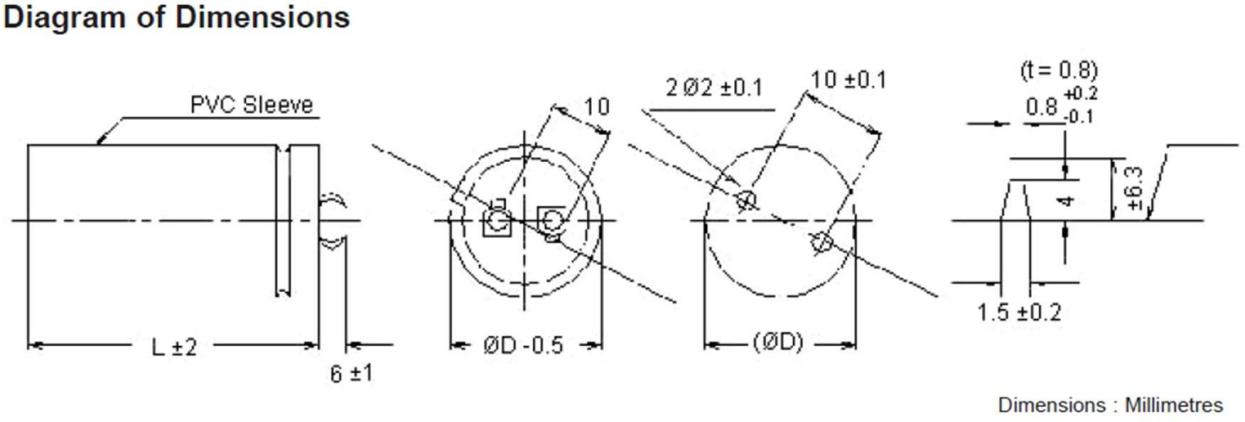 Diagram of Dimensions
PVC Sleeve
L ±2
6 ±1
10
ØD -0.5
2 Ø2 ±0.1
10 ±0.1
(ØD)
(t = 0.8)
0.8 +0.2 -0.1
4
±6.3
1.5 ±0.2
Dimensions : Millimetres